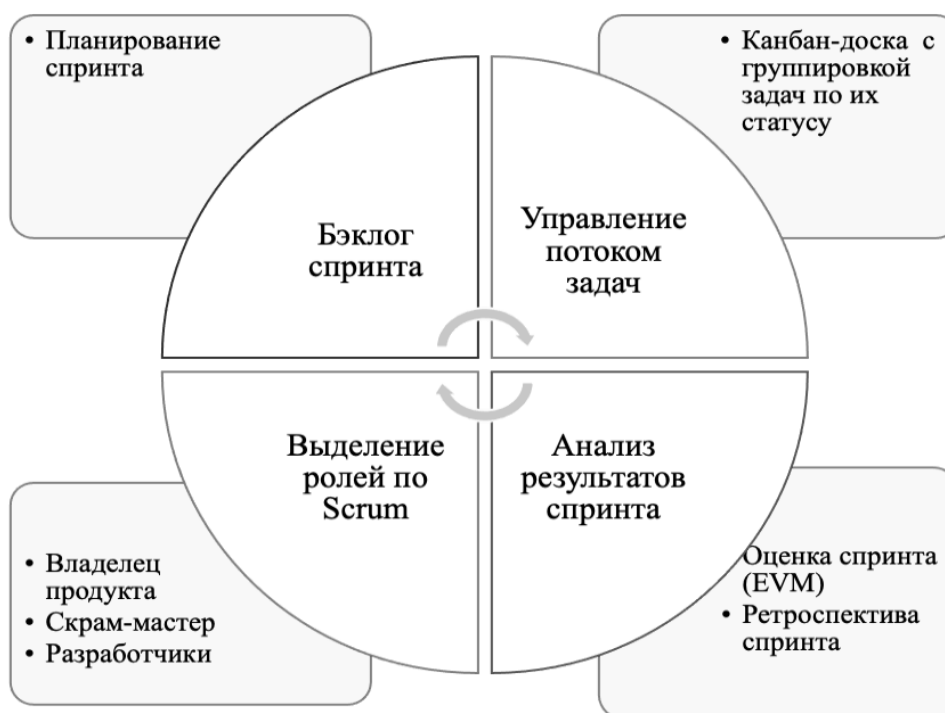 • Планирование
спринта
• Канбан-доска с
группировкой
задач по их
статусу
Бэклог
спринта
Управление
потоком
задач
Выделение
ролей по
Scrum
Анализ
результатов
спринта
• Владелец
продукта
• Скрам-мастер
• Разработчики
Оценка спринта
(EVM)
• Ретроспектива
спринта